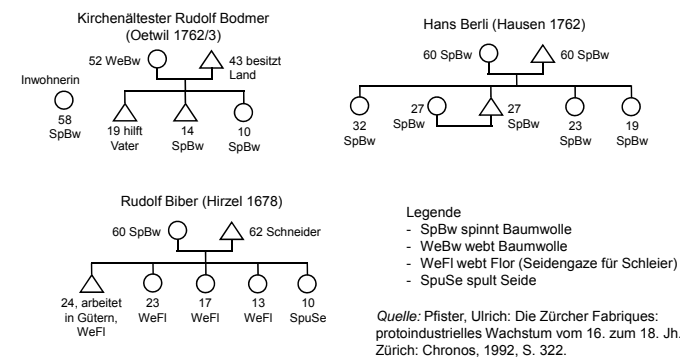 Kirchenältester Rudolf Bodmer
(Oetwil 1762/3)
52 WeBw
43 besitzt
Land
Inwohnerin
58
SpBw
19 hilft
Vater
14
SpBw
10
SpBw
Hans Berli (Hausen 1762)
60 SpBw
60 SpBw
32
SpBw
27
SpBw
27
SpBw
23
SpBw
19
SpBw
Rudolf Biber (Hirzel 1678)
60 SpBw
62 Schneider
24, arbeitet
in Gütern,
WeFl
23
WeFl
17
WeFl
13
WeFl
10
SpuSe
Legende
- SpBw spinnt Baumwolle
- WeBw webt Baumwolle
- WeFl webt Flor (Seidengaze für Schleier)
- SpuSe spult Seide
Quelle: Pfister, Ulrich: Die Zürcher Fabriques:
protoindustrielles Wachstum vom 16. zum 18. Jh.
Zürich: Chronos, 1992, S. 322.